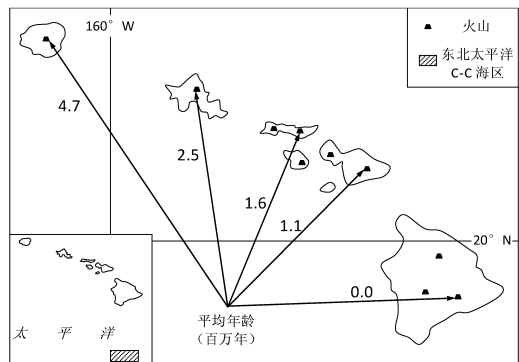 160° W
火山
东北太平洋
C-C 海区
4.7
2.5
1.6
1.1
20° N
0.0
平均年龄
（百万年）
太 平 洋